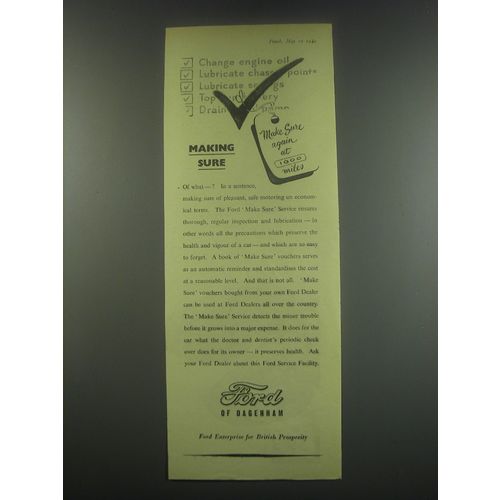 Punch, May 11 1949
Change engine oil
Lubricate chassis points
Lubricate springs
Top up battery
Drain
MAKING
SURE
Make Sure
again
at
1000
miles
Of what — ? In a sentence,
making sure of pleasant, safe motoring on econom-
ical terms. The Ford 'Make Sure' Service ensures
thorough, regular inspection and lubrication — in
other words all the precautions which preserve the
health and vigour of a car — and which are so easy
to forget. A book of 'Make Sure' vouchers serves
as an automatic reminder and standardises the cost
at a reasonable level. And that is not all. 'Make
Sure' vouchers bought from your own Ford Dealer
can be used at Ford Dealers all over the country.
The 'Make Sure' Service detects the minor trouble
before it grows into a major expense. It does for the
car what the doctor and dentist's periodic check
over does for its owner — it preserves health. Ask
your Ford Dealer about this Ford Service Facility.
Ford
OF DAGENHAM
Ford Enterprise for British Prosperity